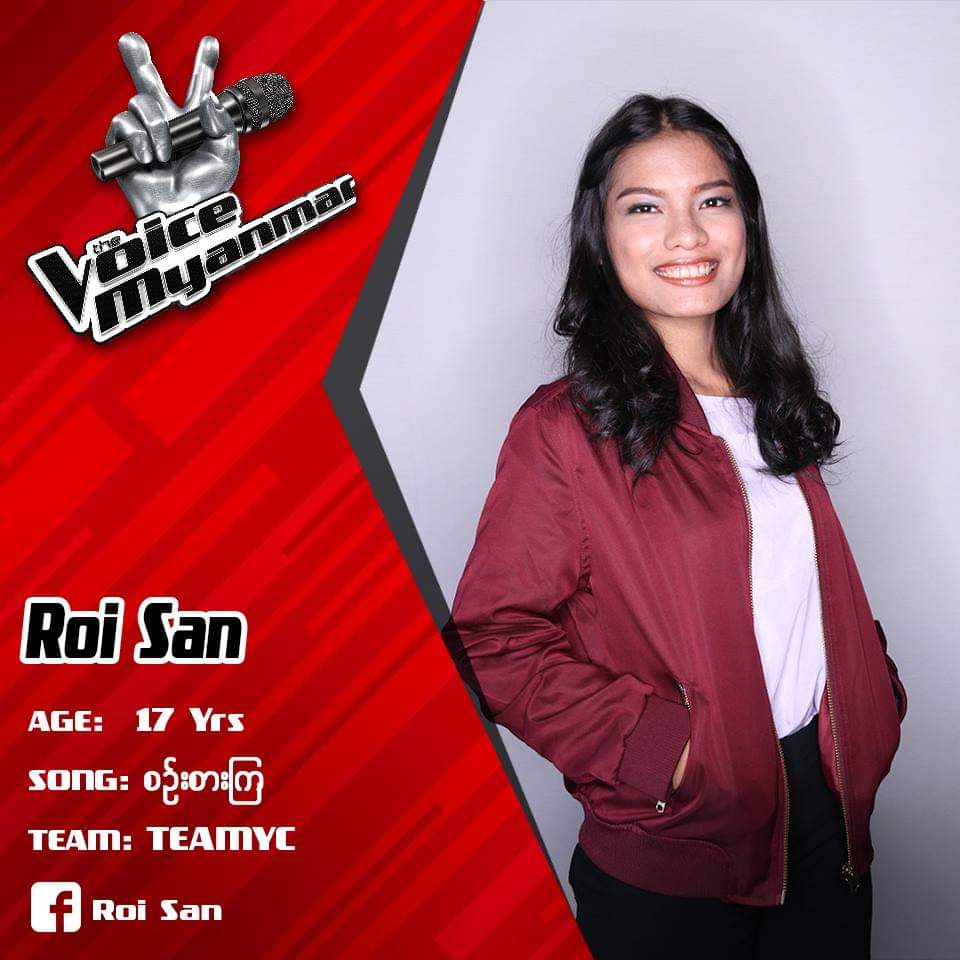 the
Voice
Myanmar
Roi San
AGE: 17 Yrs
SONG: စဉ်းစားကြ
TEAM: TEAMYC
f Roi San